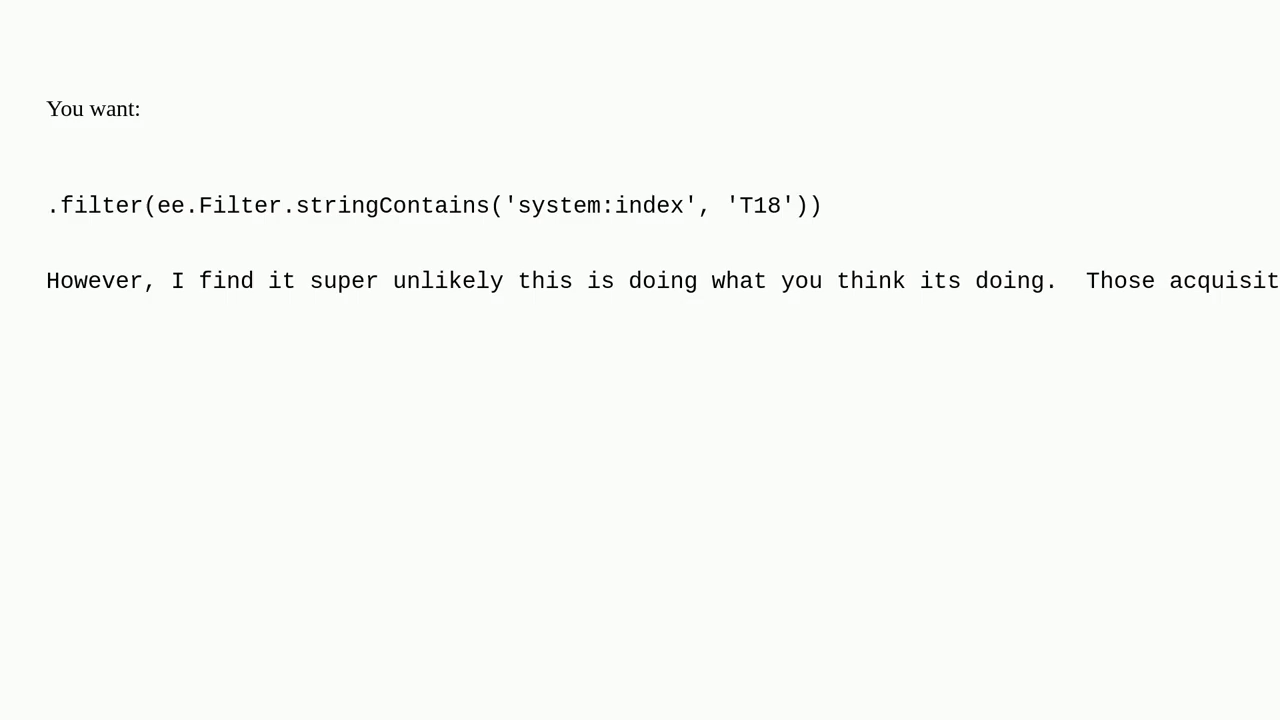 You want:
.filter(ee.Filter.stringContains('system:index', 'T18'))
However, I find it super unlikely this is doing what you think its doing.  Those acquisit